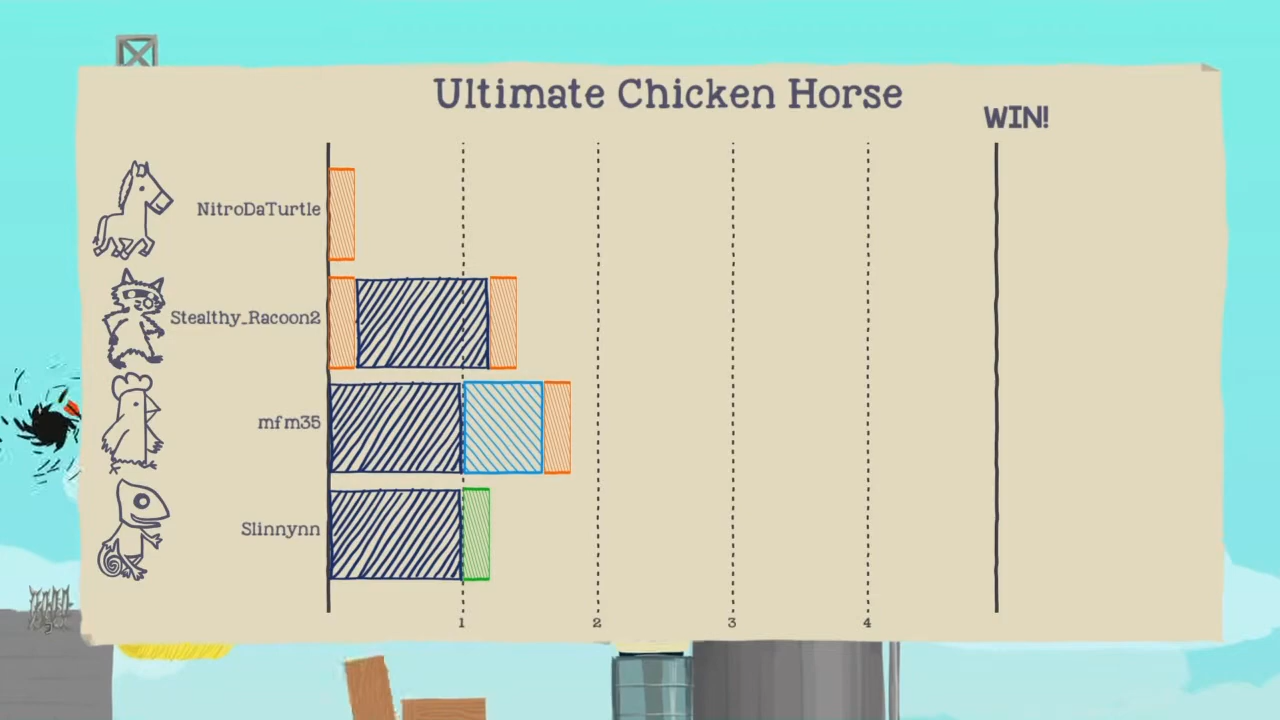 Ultimate Chicken Horse
WIN!
NitroDaTurtle
Stealthy_Racoon2
mfm35
Slinnynn
1 2 3 4